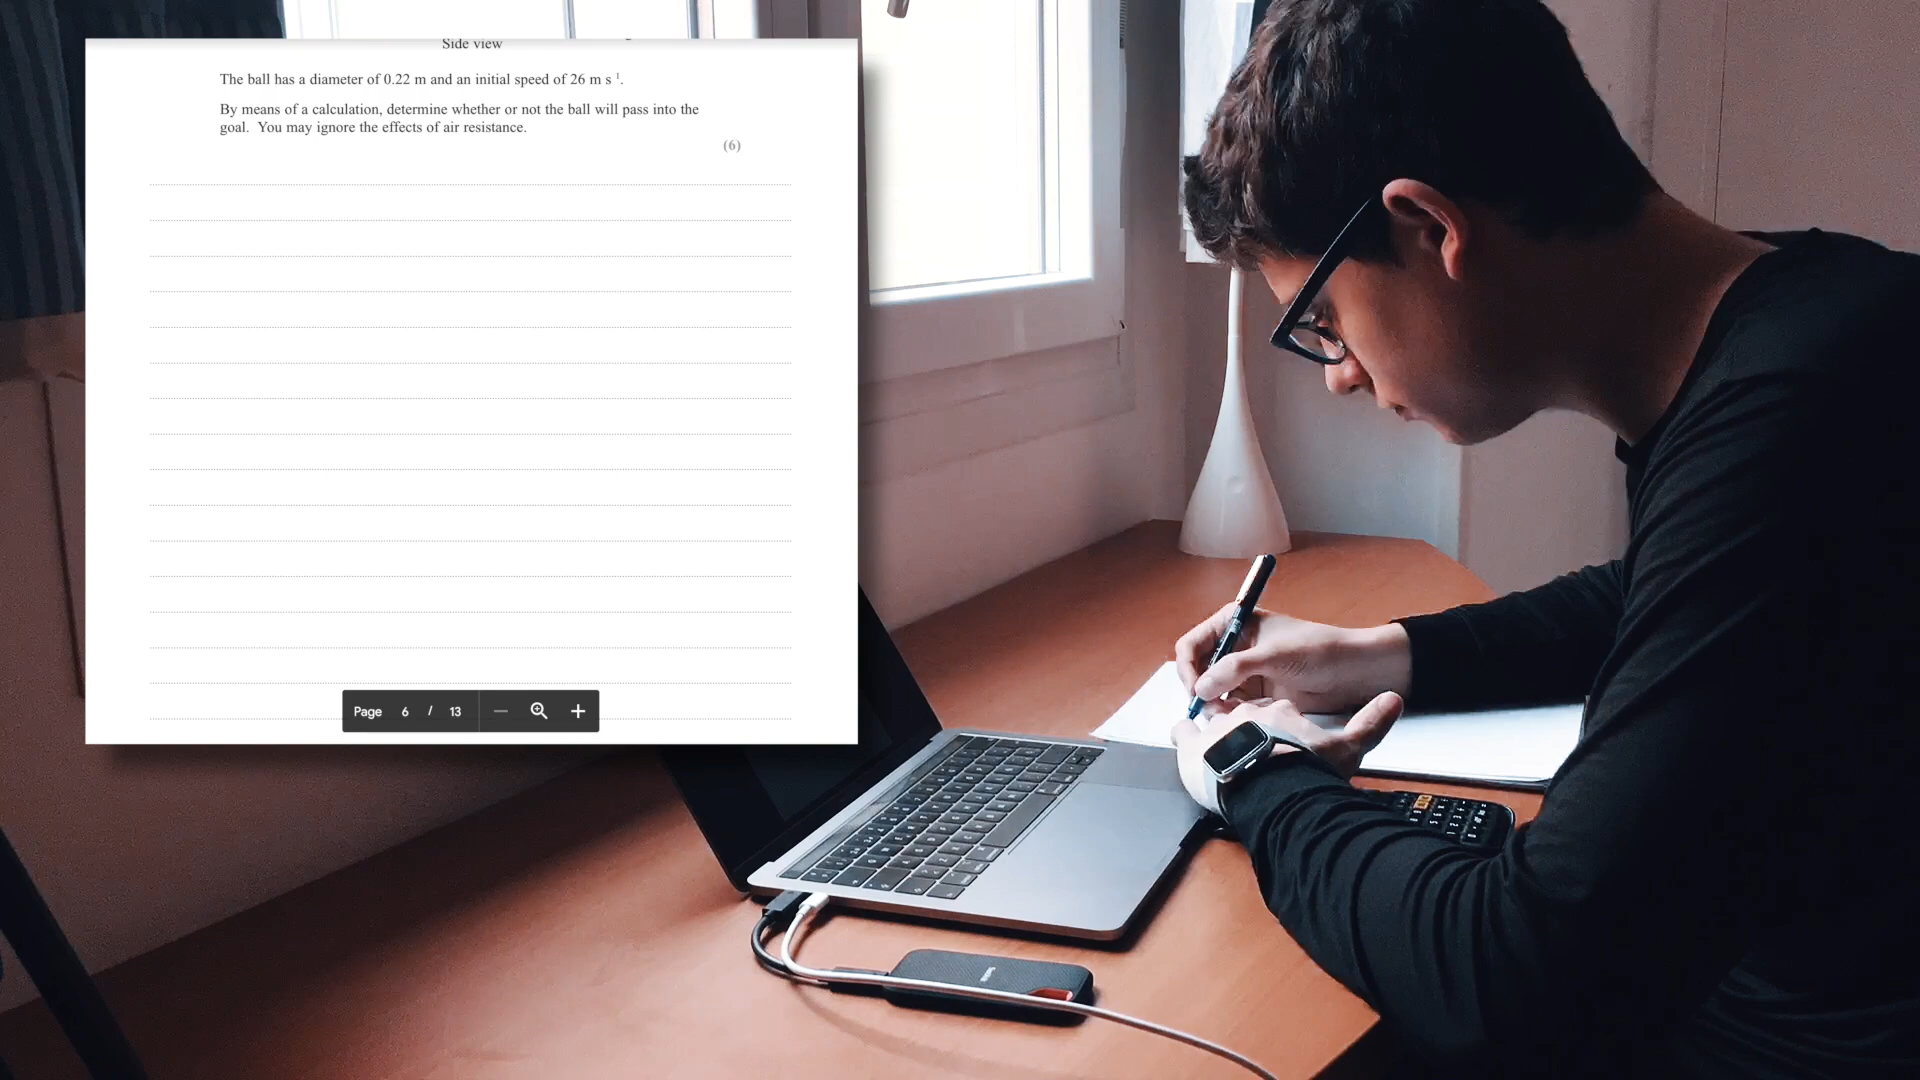 Side view
The ball has a diameter of 0.22 m and an initial speed of 26 m s ¹.
By means of a calculation, determine whether or not the ball will pass into the
goal.  You may ignore the effects of air resistance.
(6)
Page 6 / 13